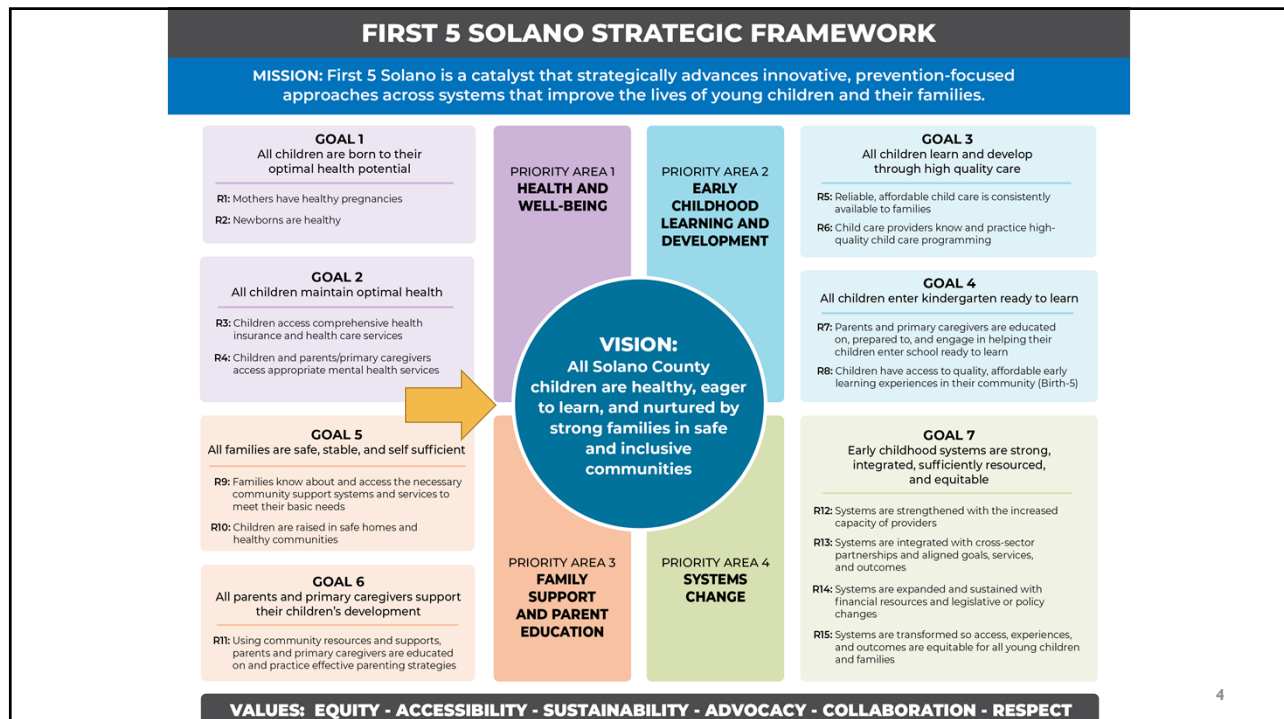 FIRST 5 SOLANO STRATEGIC FRAMEWORK
MISSION: First 5 Solano is a catalyst that strategically advances innovative, prevention-focused
approaches across systems that improve the lives of young children and their families.
GOAL 1
All children are born to their
optimal health potential
R1: Mothers have healthy pregnancies
R2: Newborns are healthy
GOAL 2
All children maintain optimal health
R3: Children access comprehensive health
insurance and health care services
R4: Children and parents/primary caregivers
access appropriate mental health services
GOAL 5
All families are safe, stable, and self sufficient
R9: Families know about and access the necessary
community support systems and services to
meet their basic needs
R10: Children are raised in safe homes and
healthy communities
GOAL 6
All parents and primary caregivers support
their children's development
R11: Using community resources and supports,
parents and primary caregivers are educated
on and practice effective parenting strategies
PRIORITY AREA 1
HEALTH AND
WELL-BEING
PRIORITY AREA 2
EARLY
CHILDHOOD
LEARNING AND
DEVELOPMENT
VISION:
All Solano County
children are healthy, eager
to learn, and nurtured by
strong families in safe
and inclusive
communities
PRIORITY AREA 3
FAMILY
SUPPORT
AND PARENT
EDUCATION
PRIORITY AREA 4
SYSTEMS
CHANGE
GOAL 3
All children learn and develop
through high quality care
R5: Reliable, affordable child care is consistently
available to families
R6: Child care providers know and practice high-
quality child care programming
GOAL 4
All children enter kindergarten ready to learn
R7: Parents and primary caregivers are educated
on, prepared to, and engage in helping their
children enter school ready to learn
R8: Children have access to quality, affordable early
learning experiences in their community (Birth-5)
GOAL 7
Early childhood systems are strong,
integrated, sufficiently resourced,
and equitable
R12: Systems are strengthened with the increased
capacity of providers
R13: Systems are integrated with cross-sector
partnerships and aligned goals, services,
and outcomes
R14: Systems are expanded and sustained with
financial resources and legislative or policy
changes
R15: Systems are transformed so access, experiences,
and outcomes are equitable for all young children
and families
VALUES: EQUITY - ACCESSIBILITY - SUSTAINABILITY - ADVOCACY - COLLABORATION - RESPECT
4